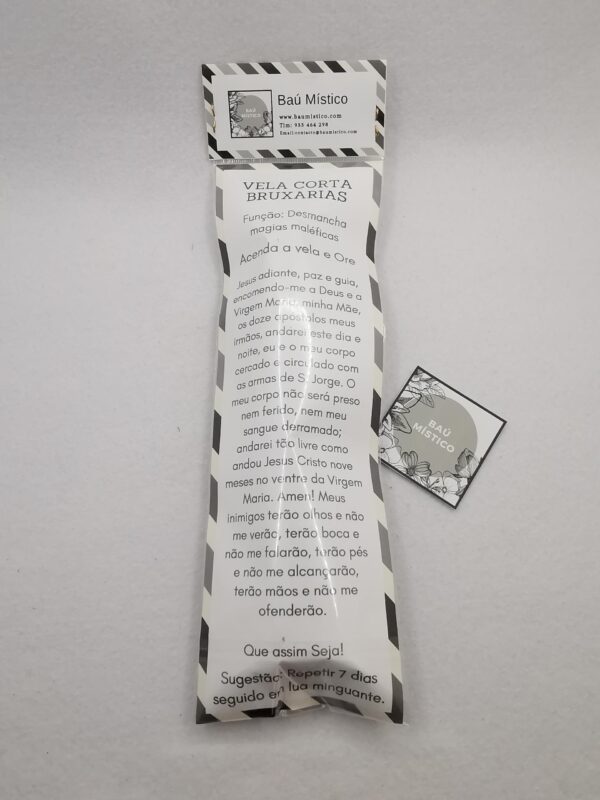 BAÚ
MÍSTICO
Baú Místico
www.baumistico.com
Tlm: 933 464 298
Email:contacto@baumistico.com
VELA CORTA
BRUXARIAS
Função: Desmancha
magias maléficas
Acenda a vela e Ore
Jesus adiante, paz e guia,
encomendo-me a Deus e a
Virgem Maria, minha Mãe,
os doze apóstolos meus
irmãos, andarei este dia e
noite, eu e o meu corpo
cercado e circulado com
as armas de S. Jorge. O
meu corpo não será preso
nem ferido, nem meu
sangue derramado;
andarei tão livre como
andou Jesus Cristo nove
meses no ventre da Virgem
Maria. Amen! Meus
inimigos terão olhos e não
me verão, terão boca e
não me falarão, terão pés
e não me alcançarão,
terão mãos e não me
ofenderão.
Que assim Seja!
Sugestão: Repetir 7 dias
seguido em lua minguante.
BAÚ
MÍSTICO